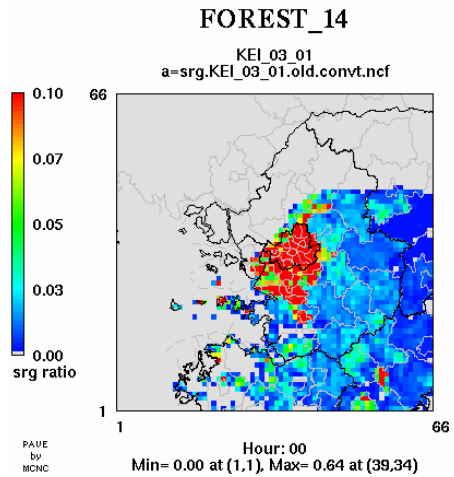 FOREST_14
KEI_03_01
a=srg.KEI_03_01.old.convt.ncf
0.10
0.07
0.05
0.03
0.00
srg ratio
66
1
1
66
PAVE
by
MCNC
Hour: 00
Min= 0.00 at (1,1), Max= 0.64 at (39,34)